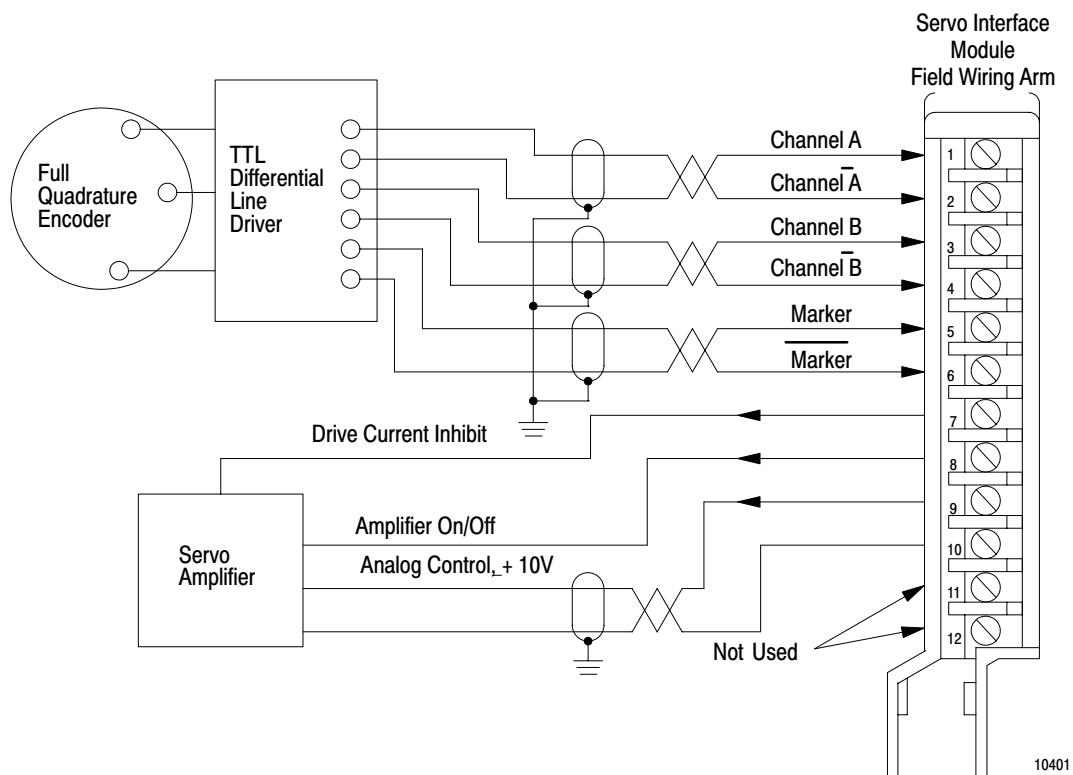 Servo Interface
Module
Field Wiring Arm
Full
Quadrature
Encoder
TTL
Differential
Line
Driver
Channel A
Channel A̅
Channel B
Channel B̅
Marker
M̅a̅r̅k̅e̅r̅
1
2
3
4
5
6
7
8
9
10
11
12
Drive Current Inhibit
Amplifier On/Off
Analog Control, ± 10V
Servo
Amplifier
Not Used
10401